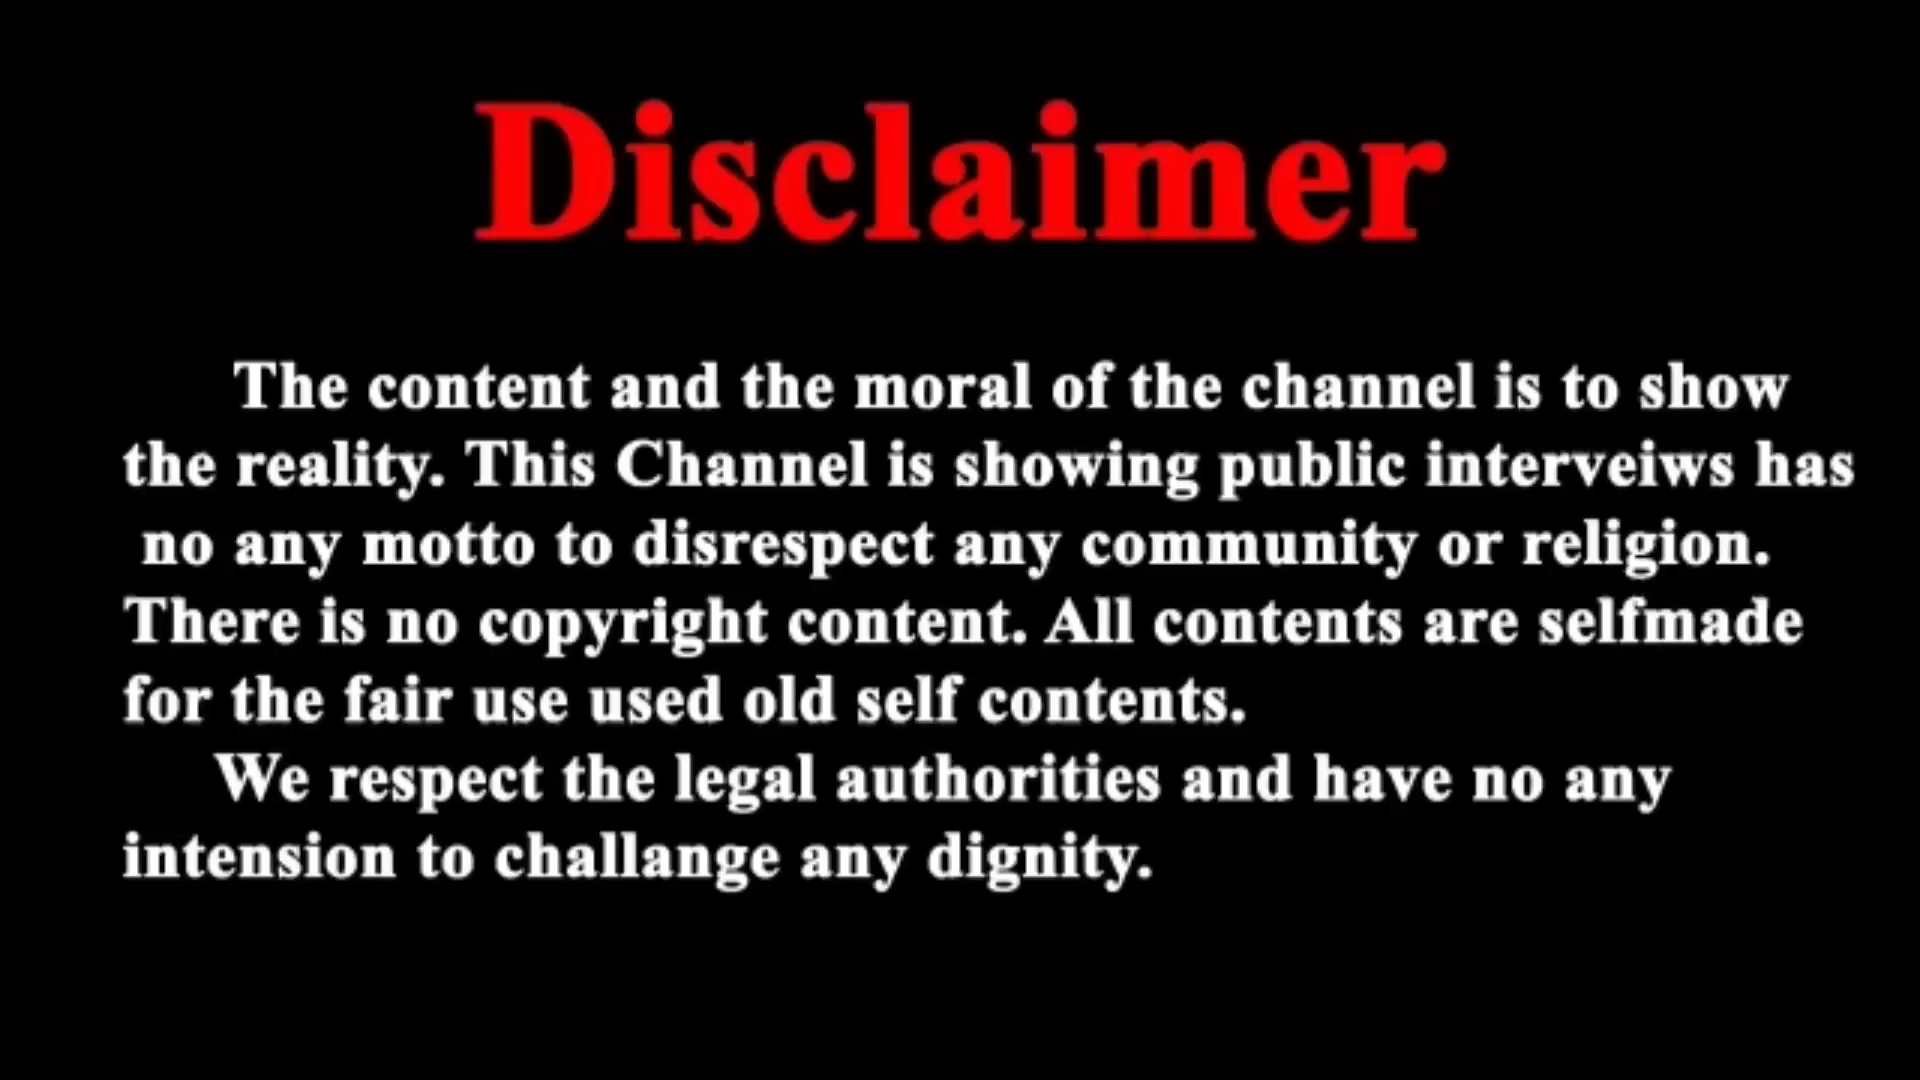 Disclaimer
The content and the moral of the channel is to show
the reality. This Channel is showing public interveiws has
no any motto to disrespect any community or religion.
There is no copyright content. All contents are selfmade
for the fair use used old self contents.
We respect the legal authorities and have no any
intension to challange any dignity.